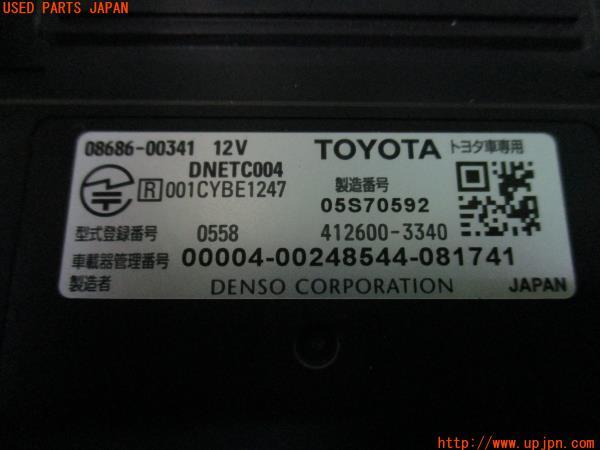 USED PARTS JAPAN
08686-00341 12V TOYOTA トヨタ車専用
DNETC004
R 001CYBE1247 製造番号
05S70592
型式登録番号 0558 412600-3340
車載器管理番号 00004-00248544-081741
製造者 DENSO CORPORATION JAPAN
http://www.upjpn.com/